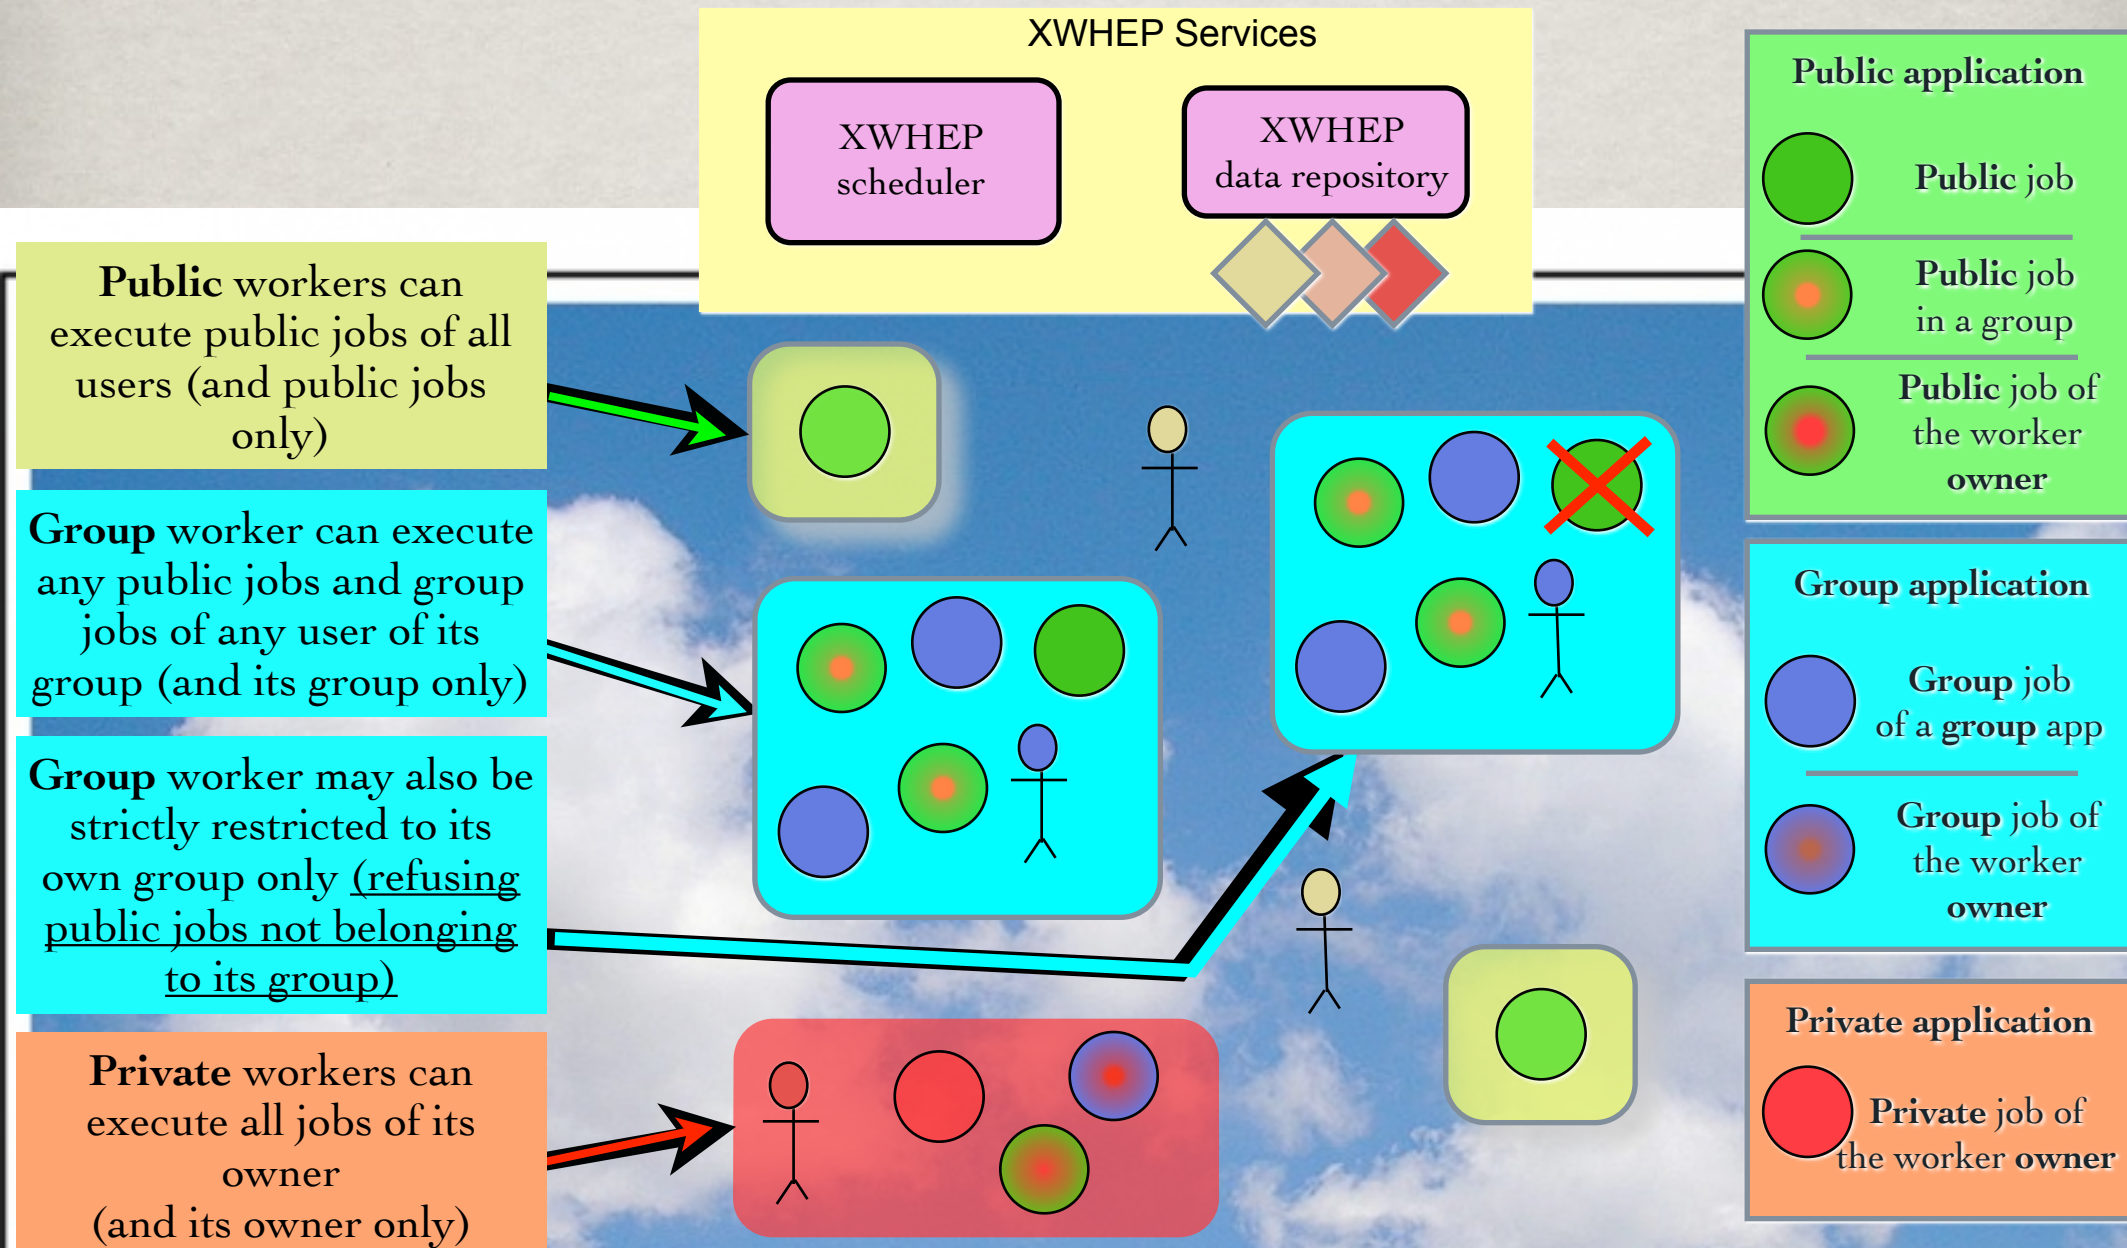 XWHEP Services
XWHEP
scheduler
XWHEP
data repository
Public workers can
execute public jobs of all
users (and public jobs
only)
Group worker can execute
any public jobs and group
jobs of any user of its
group (and its group only)
Group worker may also be
strictly restricted to its
own group only (refusing
public jobs not belonging
to its group)
Private workers can
execute all jobs of its
owner
(and its owner only)
Public application
Public job
Public job
in a group
Public job of
the worker
owner
Group application
Group job
of a group app
Group job of
the worker
owner
Private application
Private job of
the worker owner